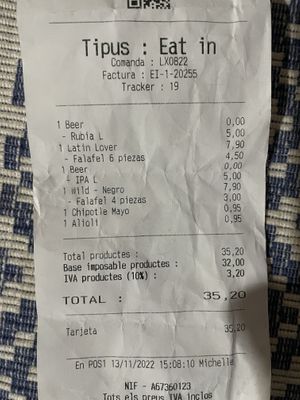 Tipus : Eat in
Comanda : LX0822
Factura : EI-1-20255
Tracker : 19
1 Beer 0,00
- Rubia L 5,00
1 Latin Lover 7,90
- Falafel 6 piezas 4,50
1 Beer 0,00
- IPA L 5,00
1 Wild - Negro 7,90
- Falafel 4 piezas 3,00
1 Chipotle Mayo 0,95
1 Alioli 0,95
Total productes : 35,20
Base imposable productes : 32,00
IVA productes (10%) : 3,20
TOTAL : 35,20
Tarjeta 35,20
En POS1 13/11/2022 15:08:10 Michelle
NIF - A67360123
Tots els preus IVA inclos